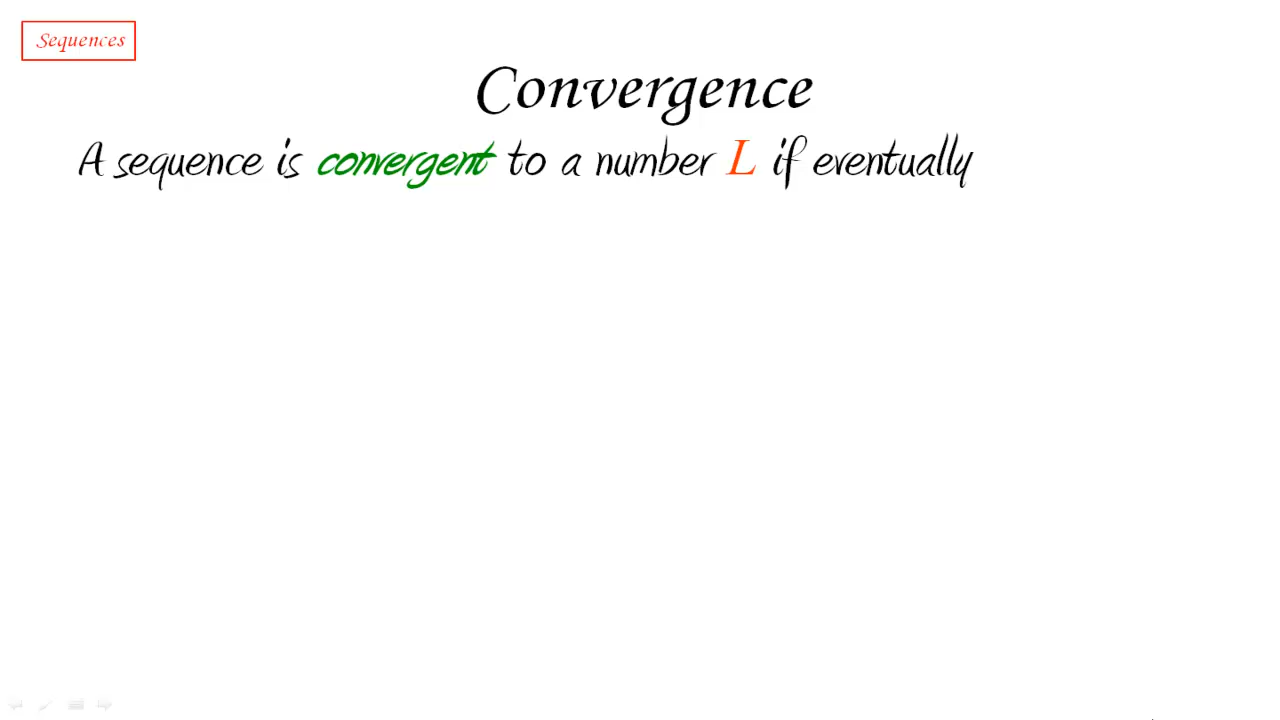 Sequences
Convergence
A sequence is convergent to a number L if eventually